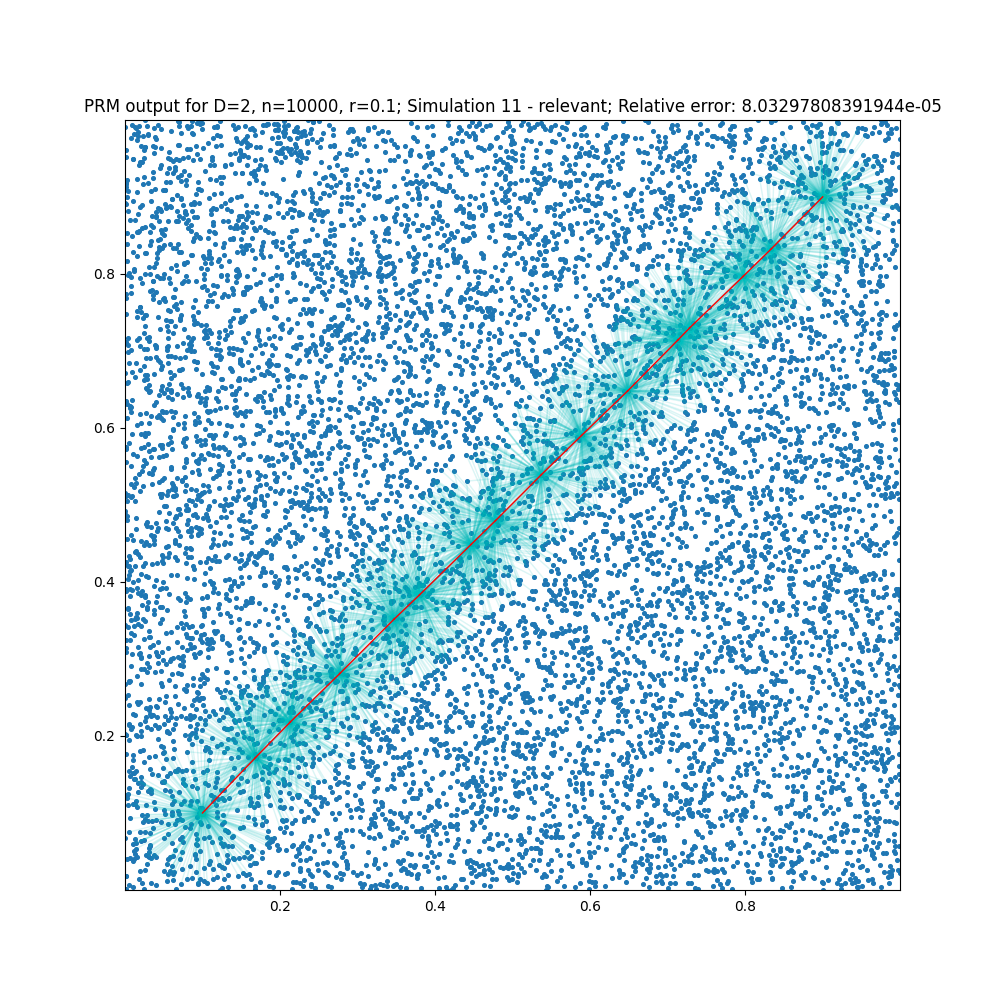 PRM output for D=2, n=10000, r=0.1; Simulation 11 - relevant; Relative error: 8.03297808391944e-05
0.8
0.6
0.4
0.2
0.2 0.4 0.6 0.8